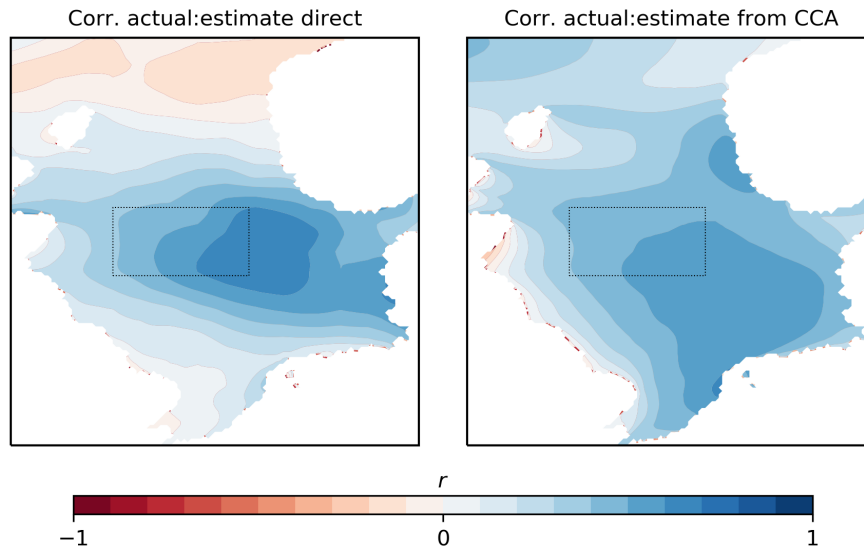 Corr. actual:estimate direct
Corr. actual:estimate from CCA
r
−1
0
1